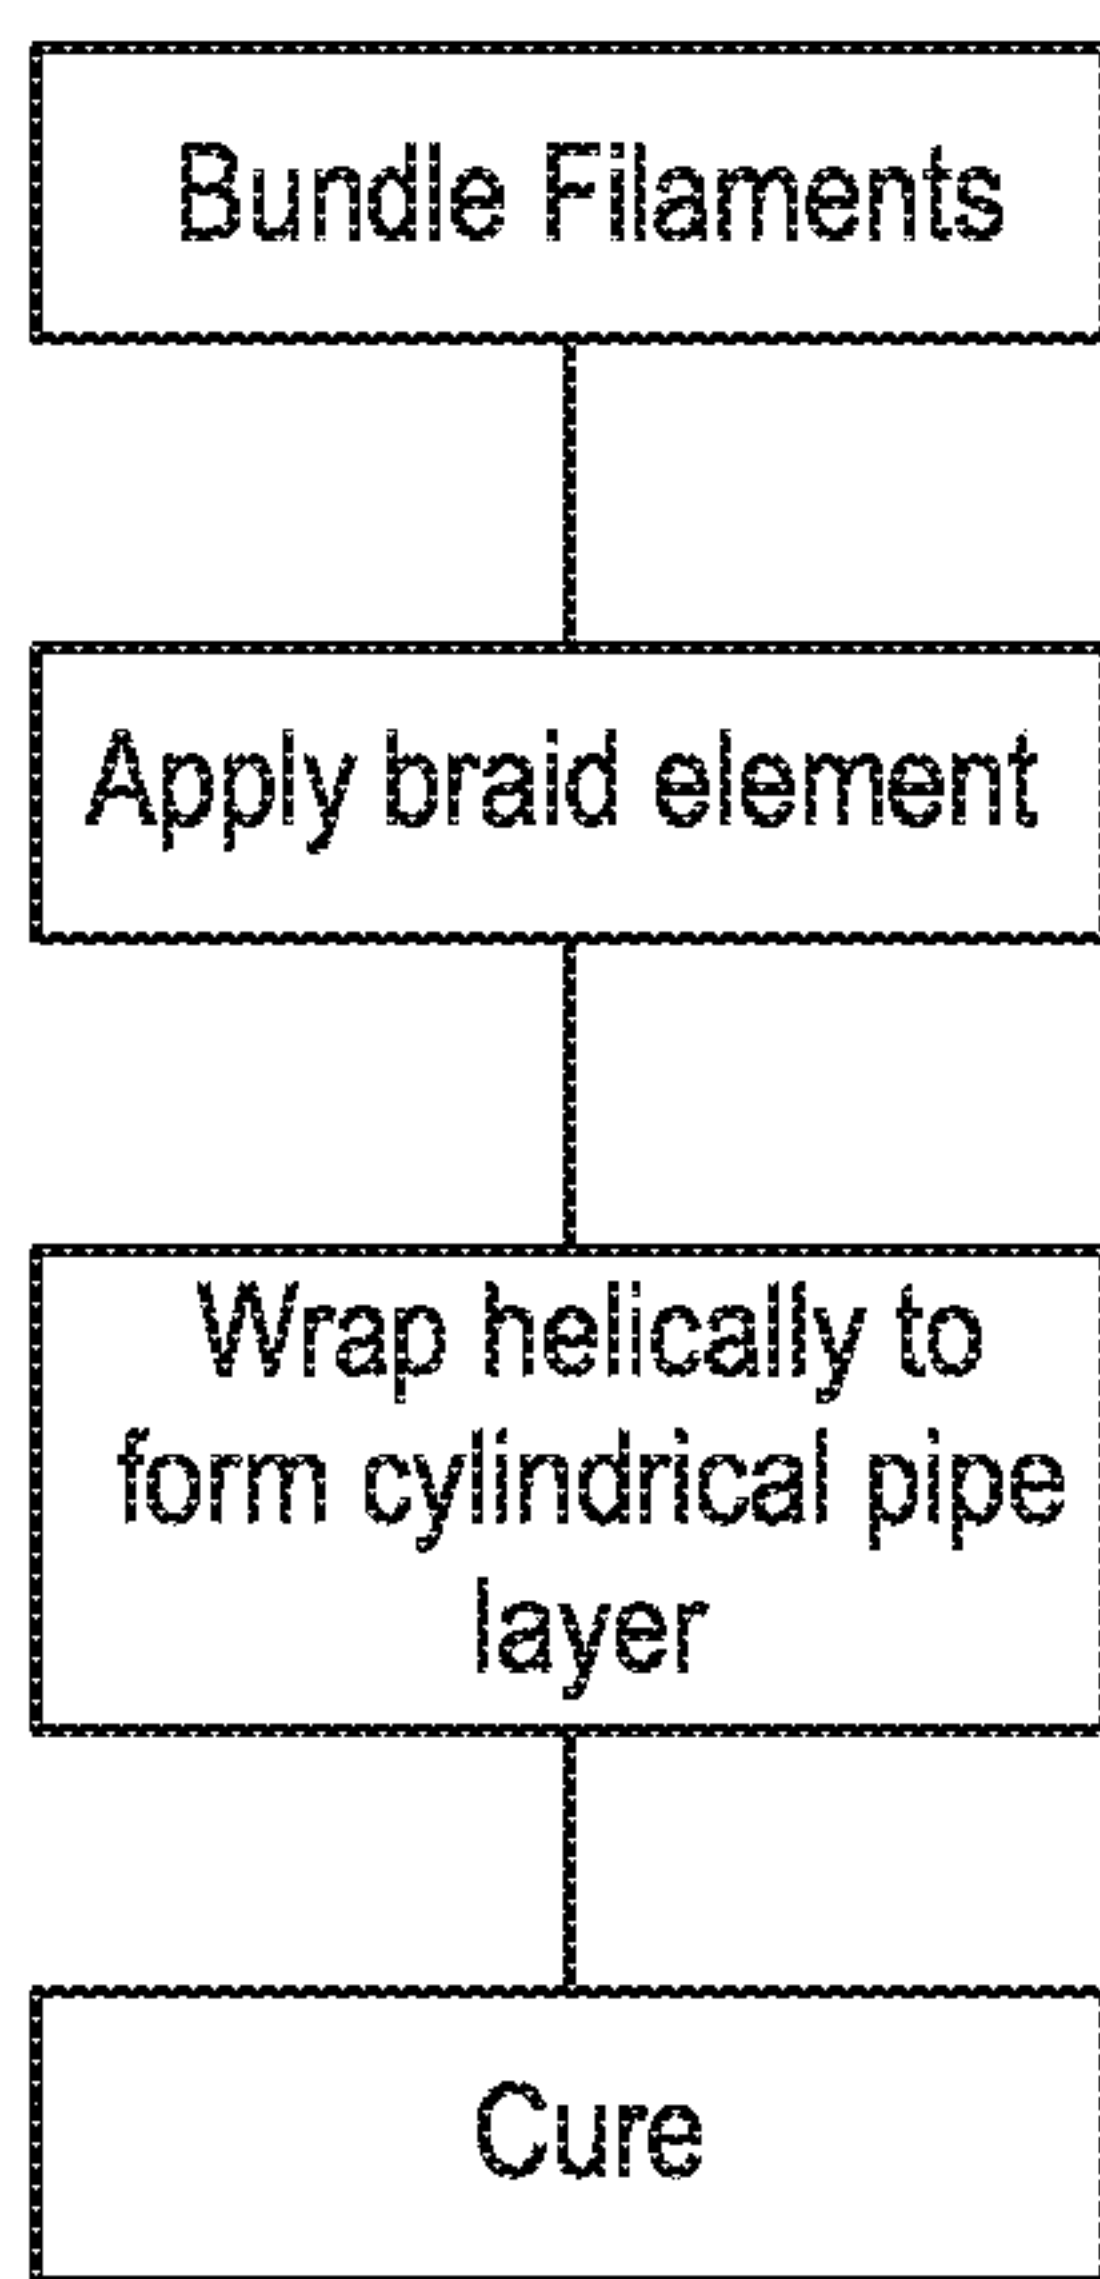 Bundle Filaments
Apply braid element
Wrap helically to
form cylindrical pipe
layer
Cure